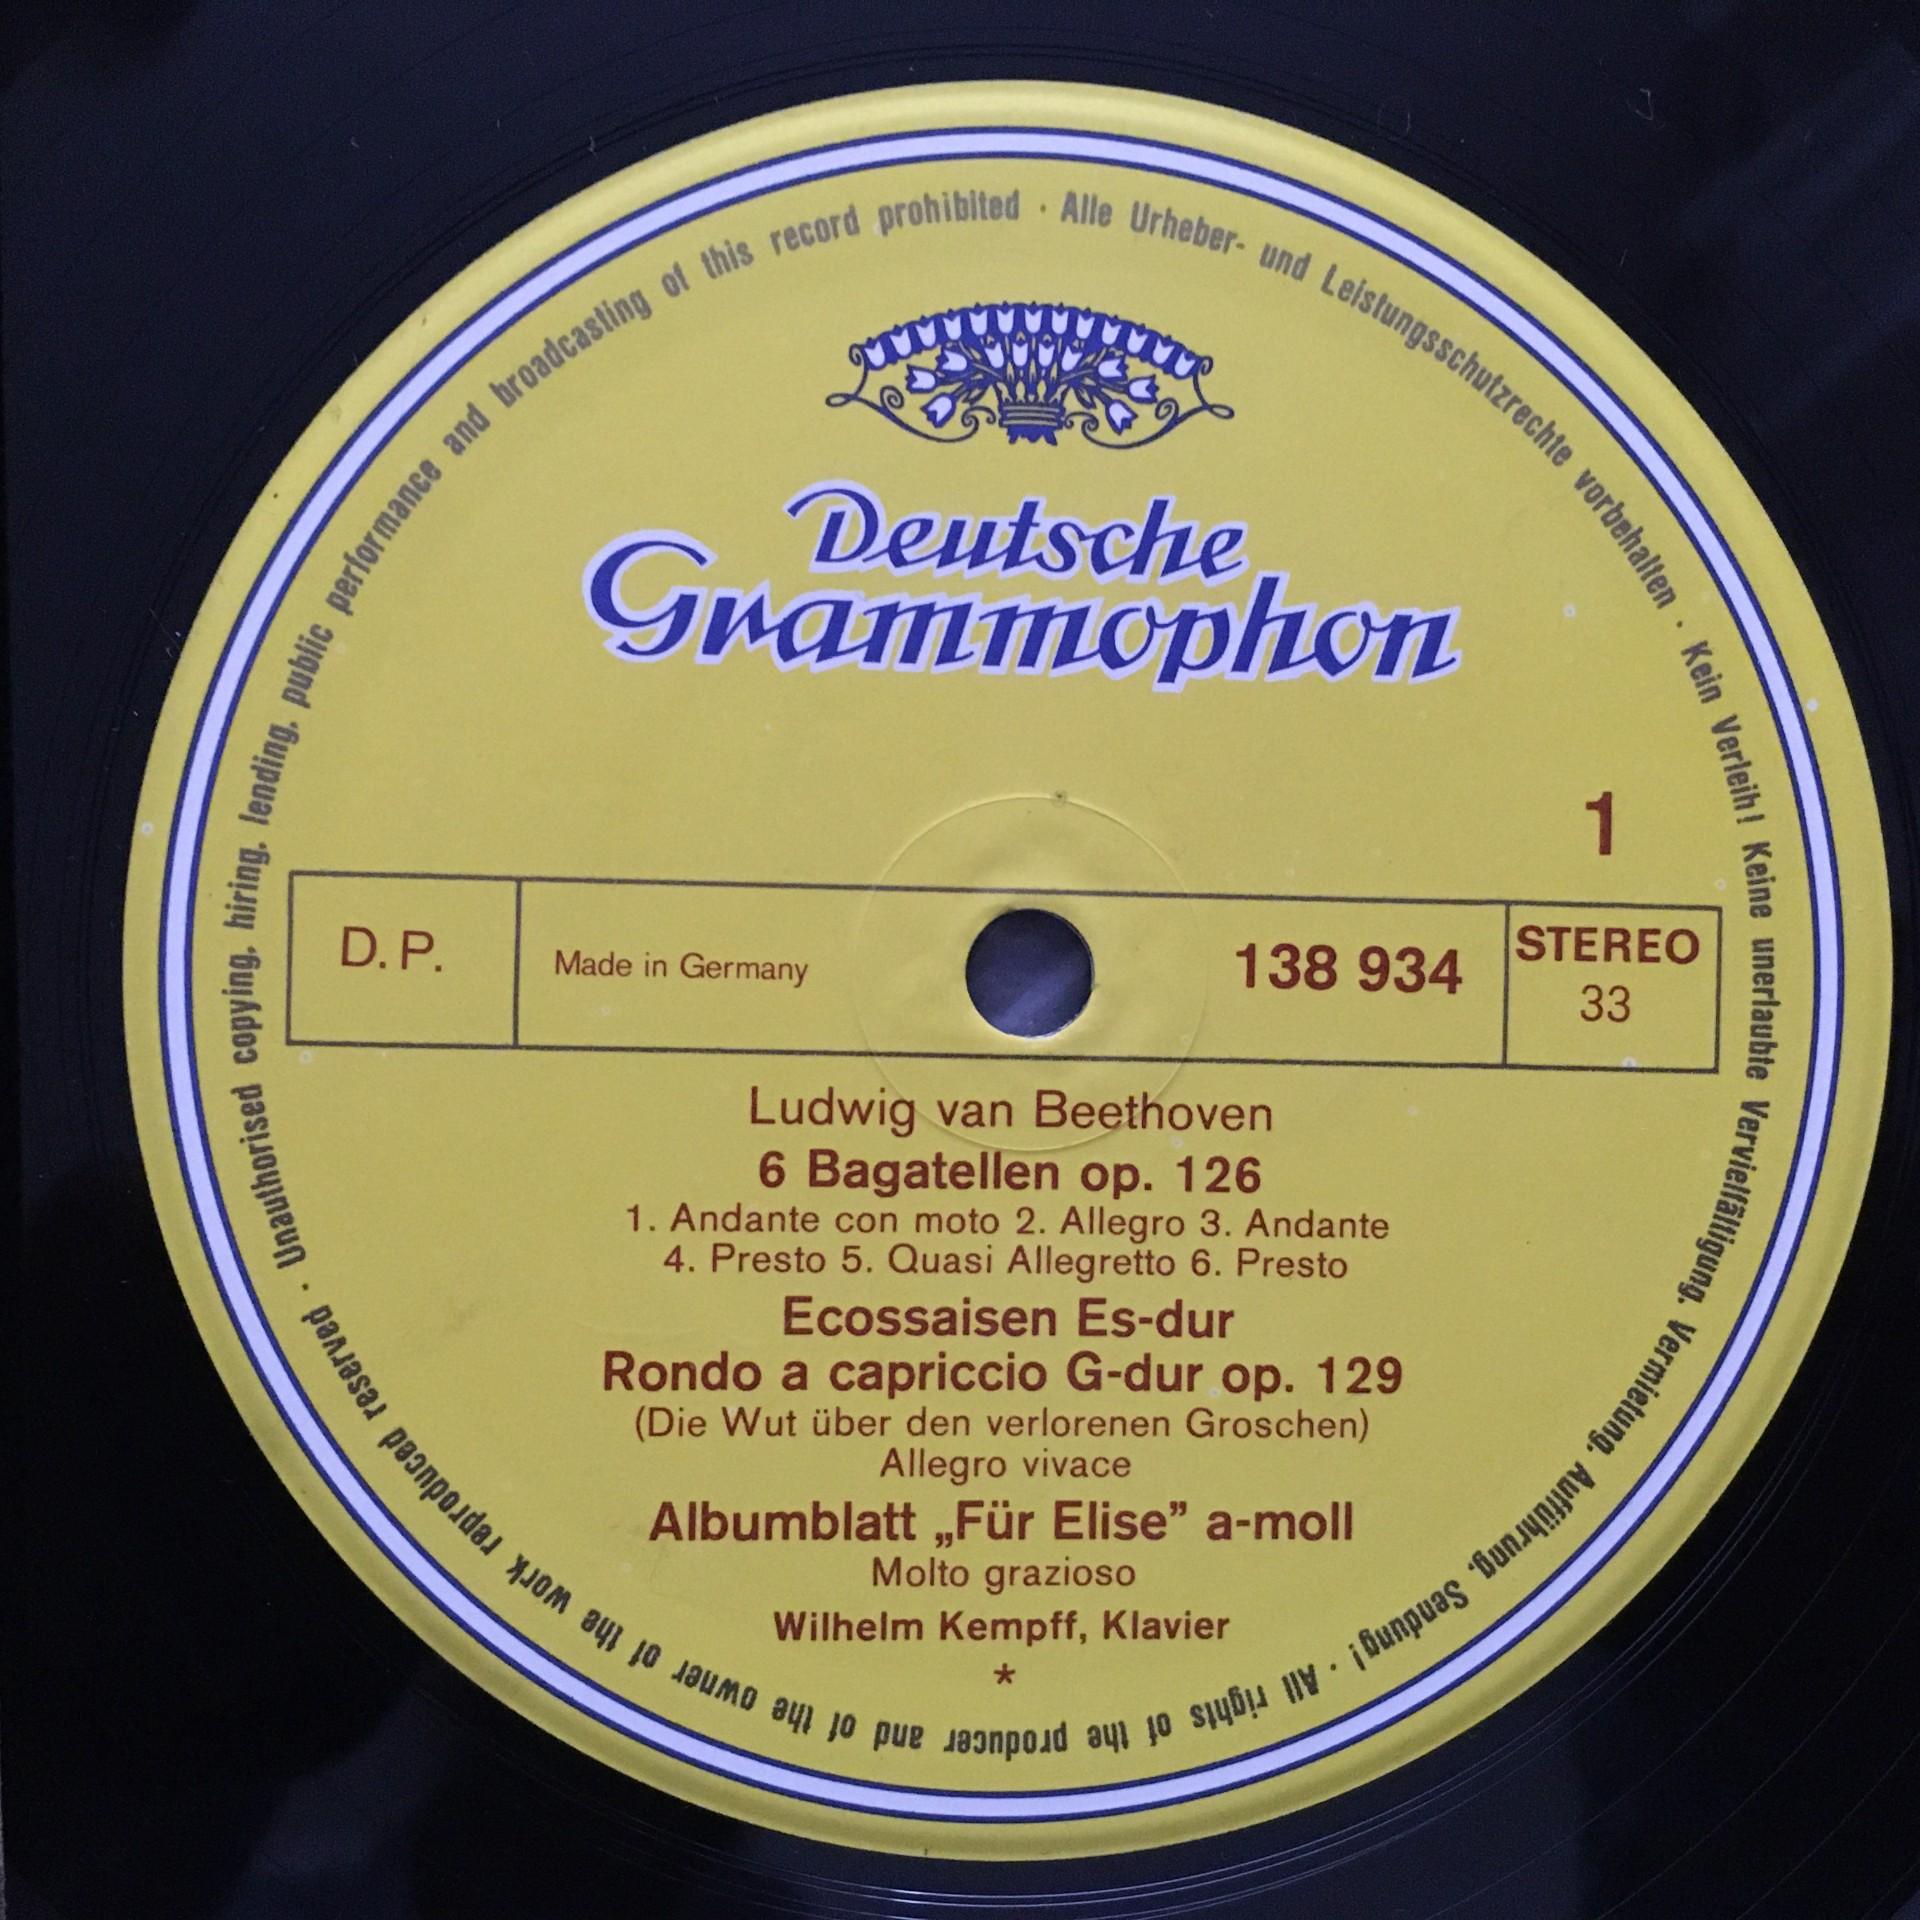 Deutsche
Grammophon
1
D. P.
Made in Germany
138 934
STEREO
33
Ludwig van Beethoven
6 Bagatellen op. 126
1. Andante con moto 2. Allegro 3. Andante
4. Presto 5. Quasi Allegretto 6. Presto
Ecossaisen Es-dur
Rondo a capriccio G-dur op. 129
(Die Wut über den verlorenen Groschen)
Allegro vivace
Albumblatt „Für Elise” a-moll
Molto grazioso
Wilhelm Kempff, Klavier
*
Alle Urheber- und Leistungsschutzrechte vorbehalten · Kein Verleih! Keine unerlaubte Vervielfältigung, Vermietung, Aufführung, Sendung! · All rights of the producer and of the owner of the work reproduced reserved · Unauthorised copying, hiring, lending, public performance and broadcasting of this record prohibited ·